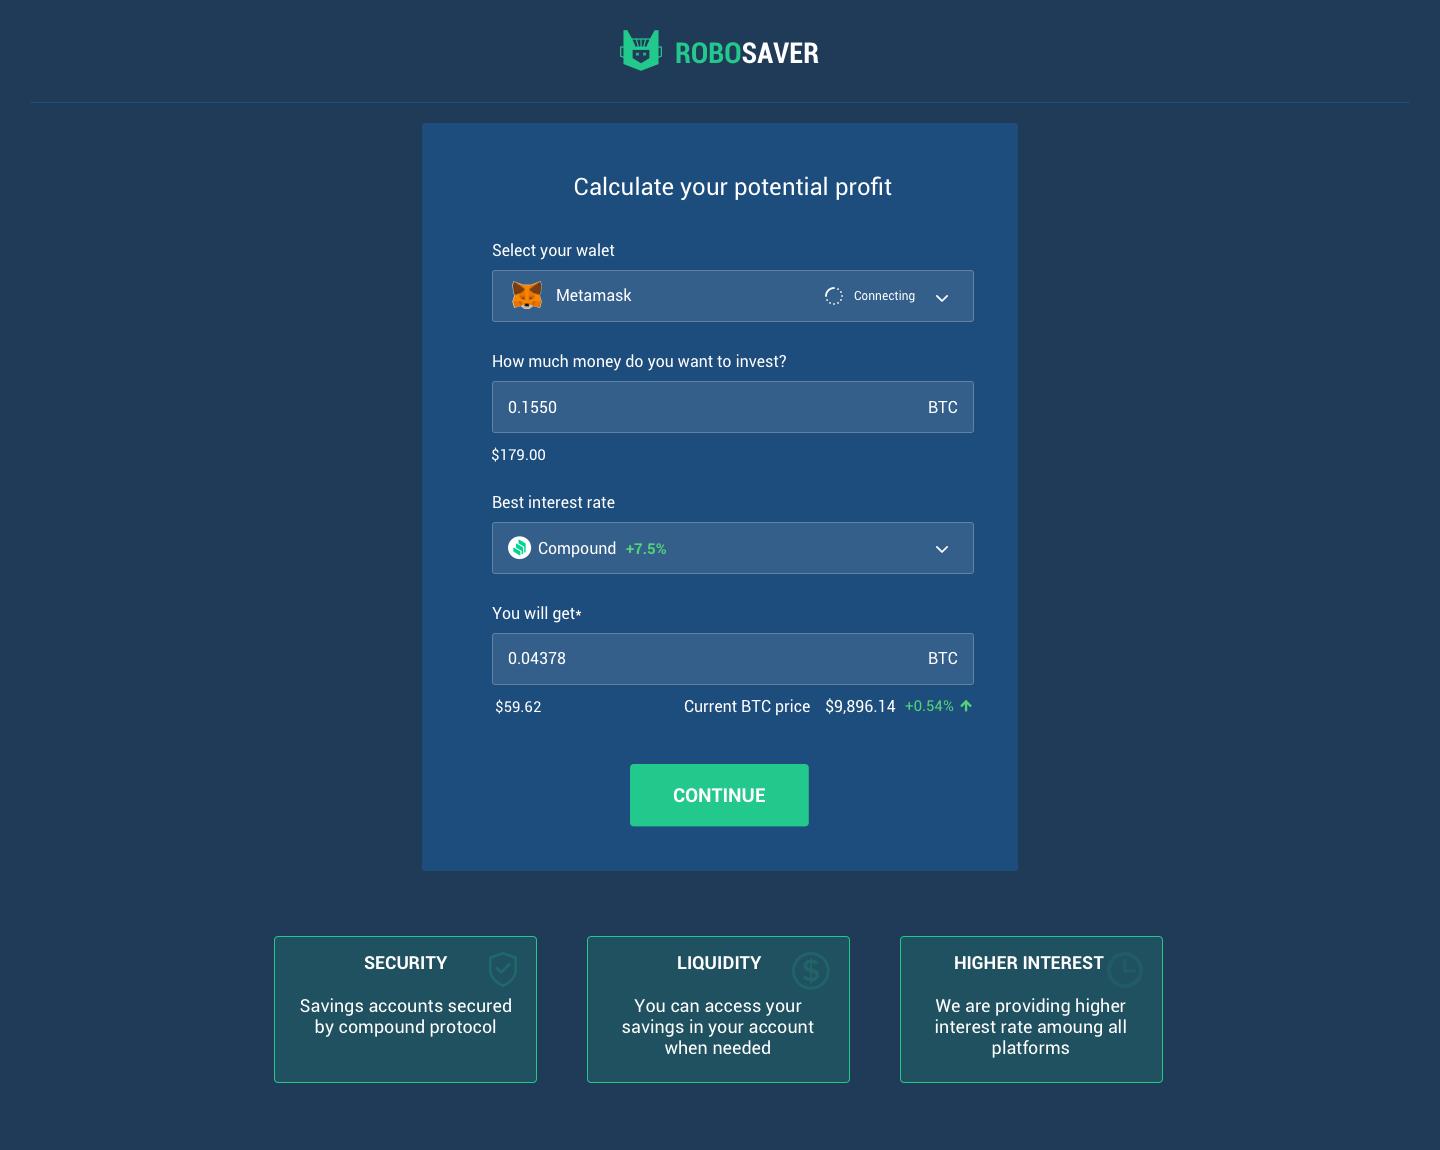 ROBOSAVER
Calculate your potential profit
Select your walet
Metamask Connecting
How much money do you want to invest?
0.1550 BTC
$179.00
Best interest rate
Compound +7.5%
You will get*
0.04378 BTC
$59.62 Current BTC price $9,896.14 +0.54%
CONTINUE
SECURITY
Savings accounts secured
by compound protocol
LIQUIDITY
You can access your
savings in your account
when needed
HIGHER INTEREST
We are providing higher
interest rate amoung all
platforms